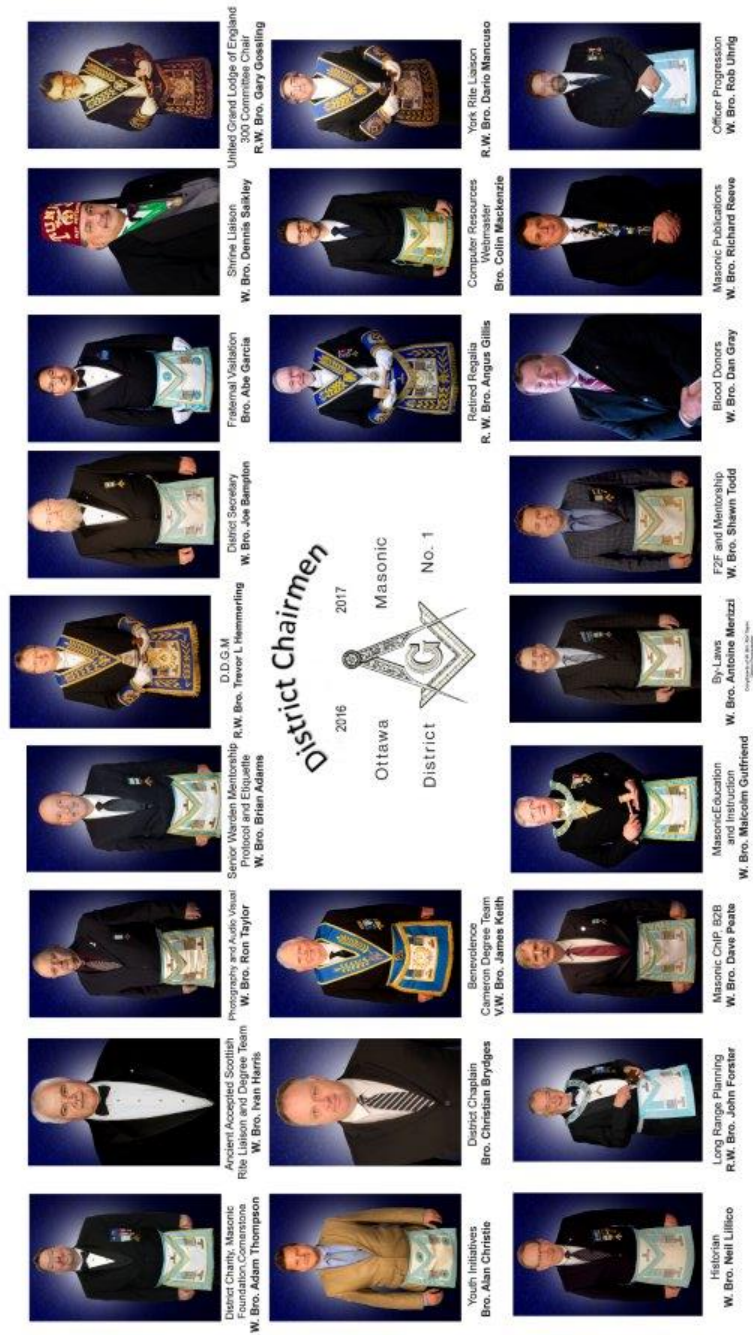 District Charity, Masonic
Foundation,Cornerstone
W. Bro. Adam Thompson
Ancient Accepted Scottish
Rite Liaison and Degree Team
W. Bro. Ivan Harris
Photography and Audio Visual
W. Bro. Ron Taylor
Senior Warden Mentorship
Protocol and Etiquette
W. Bro. Brian Adams
D.D.G.M
R.W. Bro. Trevor L Hemmerling
District Secretary
W. Bro. Joe Bampton
Fraternal Visitation
Bro. Abe Garcia
Shrine Liaison
W. Bro. Dennis Saikley
United Grand Lodge of England
300 Committee Chair
R.W. Bro. Gary Gossling
Youth Initiatives
Bro. Alan Christie
District Chaplain
Bro. Christian Brydges
Benevolence
Cameron Degree Team
V.W. Bro. James Keith
District Chairmen
2016 2017
Ottawa Masonic
G
District No. 1
Retired Regalia
R. W. Bro. Angus Gillis
Computer Resources
Webmaster
Bro. Colin Mackenzie
York Rite Liaison
R.W. Bro. Dario Mancuso
Historian
W. Bro. Neil Lillico
Long Range Planning
R.W. Bro. John Forster
Masonic ChIP, B2B
W. Bro. Dave Peate
MasonicEducation
and Instruction
W. Bro. Malcolm Gutfriend
By-Laws
W. Bro. Antoine Merizzi
F2F and Mentorship
W. Bro. Shawn Todd
Blood Donors
W. Bro. Dan Gray
Masonic Publications
W. Bro. Richard Reeve
Officer Progression
W. Bro. Rob Uhrig